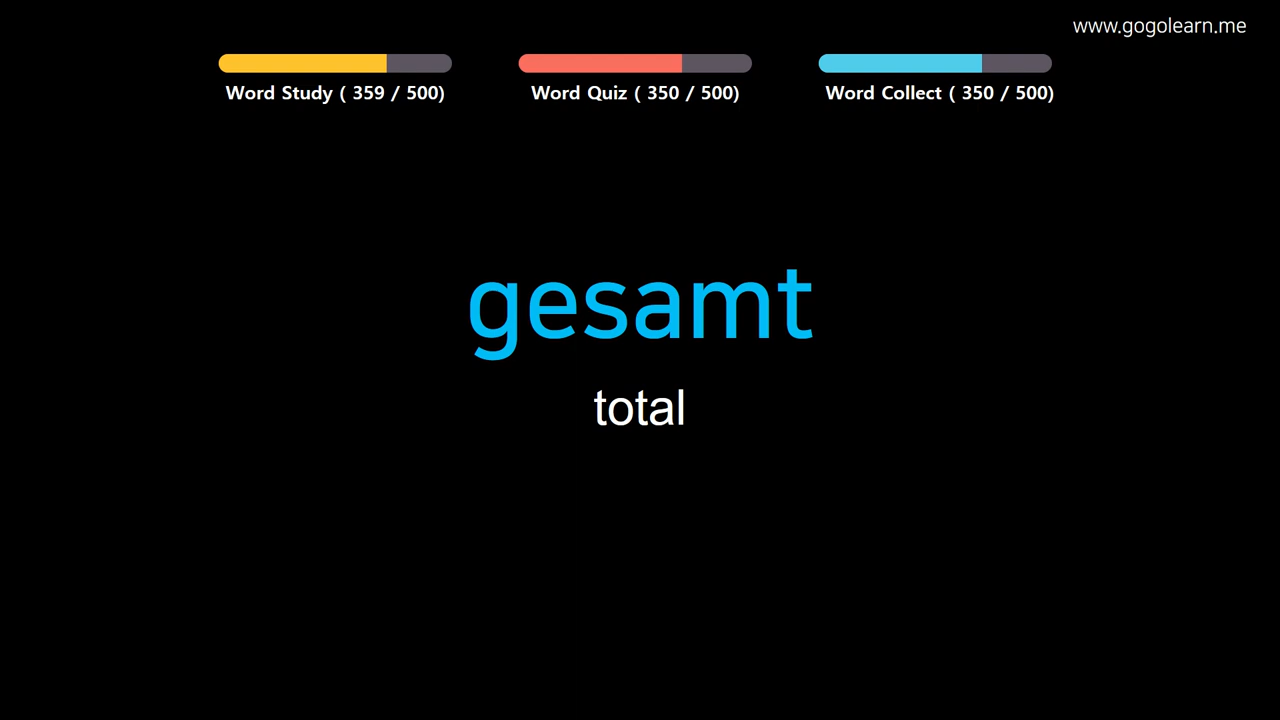 www.gogolearn.me
Word Study ( 359 / 500)
Word Quiz ( 350 / 500)
Word Collect ( 350 / 500)
gesamt
total